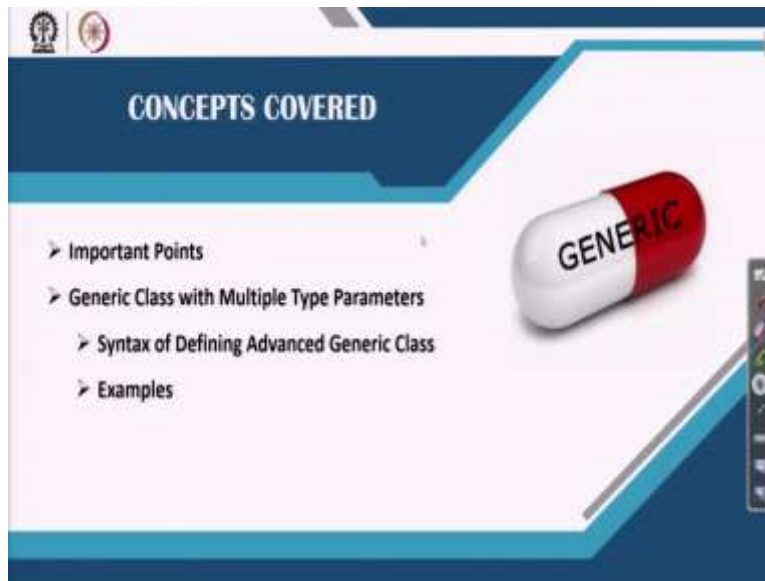 CONCEPTS COVERED
Important Points
Generic Class with Multiple Type Parameters
Syntax of Defining Advanced Generic Class
Examples
GENERIC